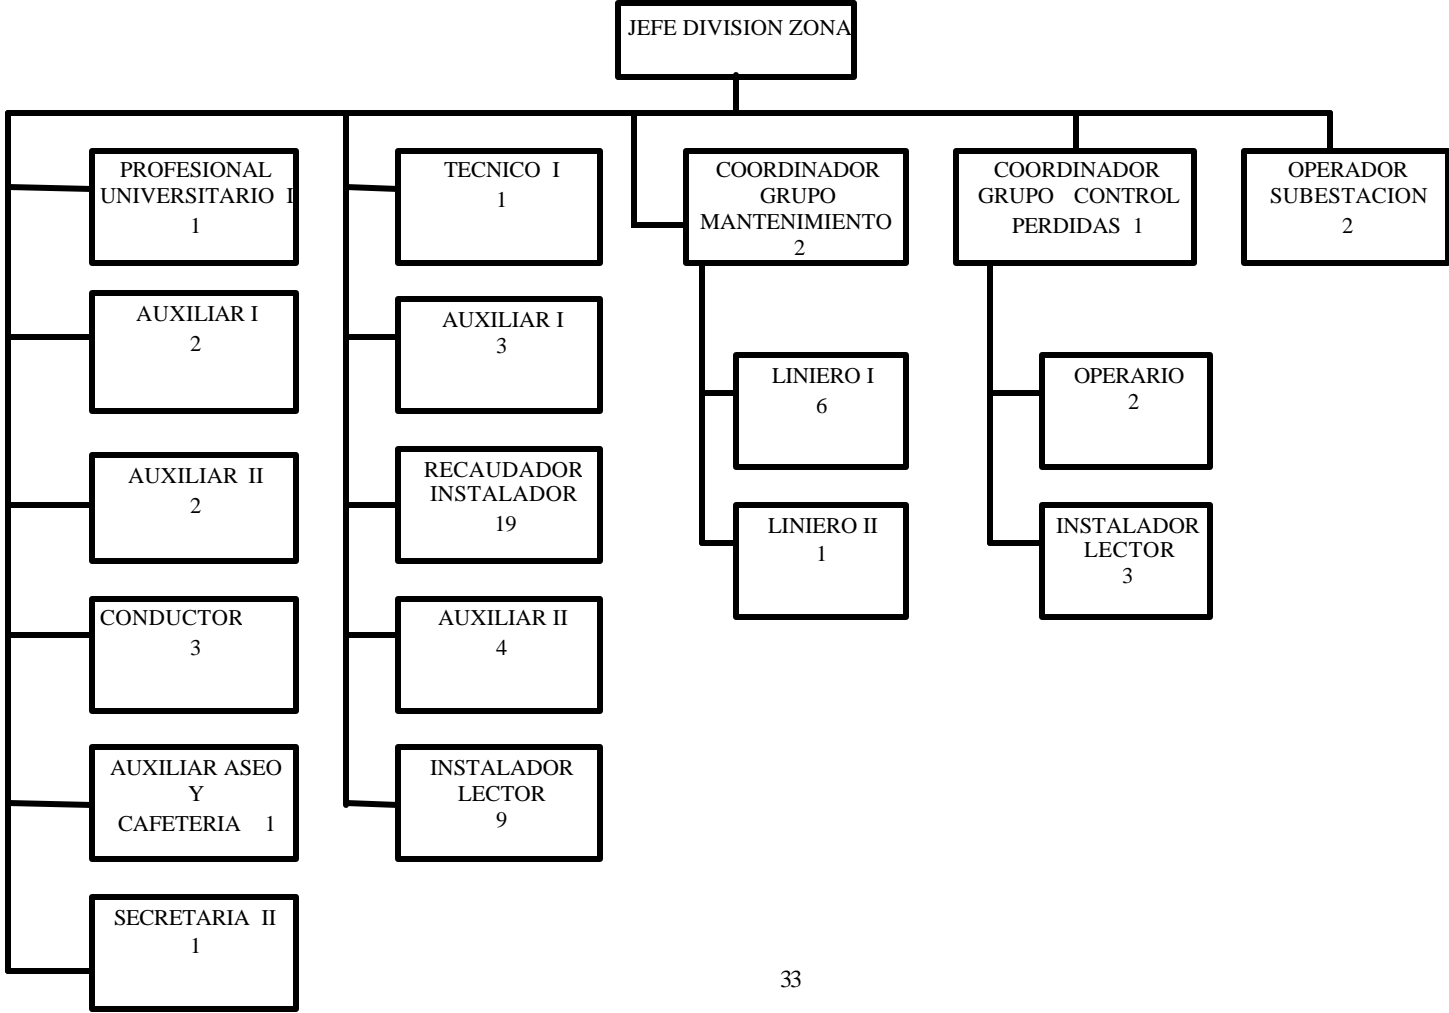 JEFE DIVISION ZONA
PROFESIONAL
UNIVERSITARIO I
1
AUXILIAR I
2
AUXILIAR II
2
CONDUCTOR
3
AUXILIAR ASEO
Y
CAFETERIA 1
SECRETARIA II
1
TECNICO I
1
AUXILIAR I
3
RECAUDADOR
INSTALADOR
19
AUXILIAR II
4
INSTALADOR
LECTOR
9
COORDINADOR
GRUPO
MANTENIMIENTO
2
LINIERO I
6
LINIERO II
1
COORDINADOR
GRUPO CONTROL
PERDIDAS 1
OPERARIO
2
INSTALADOR
LECTOR
3
OPERADOR
SUBESTACION
2
33